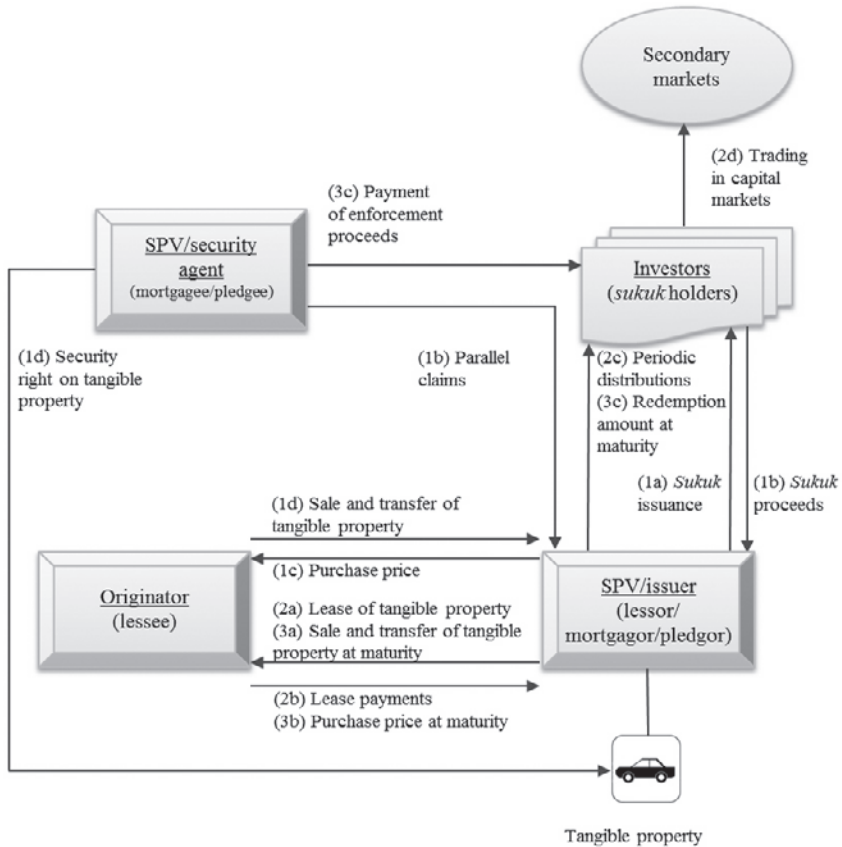 Secondary
markets
(2d) Trading
in capital
markets
(3c) Payment
of enforcement
proceeds
SPV/security
agent
(mortgagee/pledgee)
Investors
(sukuk holders)
(1d) Security
right on tangible
property
(1b) Parallel
claims
(2c) Periodic
distributions
(3c) Redemption
amount at
maturity
(1a) Sukuk
issuance
(1b) Sukuk
proceeds
(1d) Sale and transfer of
tangible property
(1c) Purchase price
Originator
(lessee)
(2a) Lease of tangible property
(3a) Sale and transfer of tangible
property at maturity
SPV/issuer
(lessor/
mortgagor/pledgor)
(2b) Lease payments
(3b) Purchase price at maturity
Tangible property